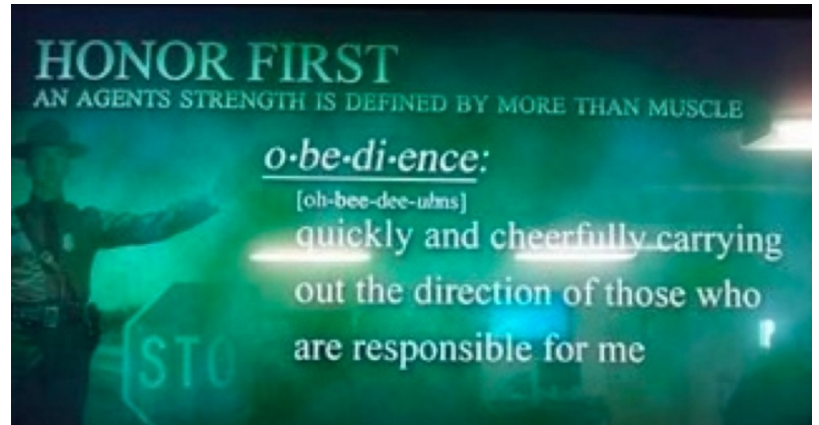 HONOR FIRST
AN AGENTS STRENGTH IS DEFINED BY MORE THAN MUSCLE
o·be·di·ence:
[oh-bee-dee-uhns]
quickly and cheerfully carrying
out the direction of those who
are responsible for me
STO